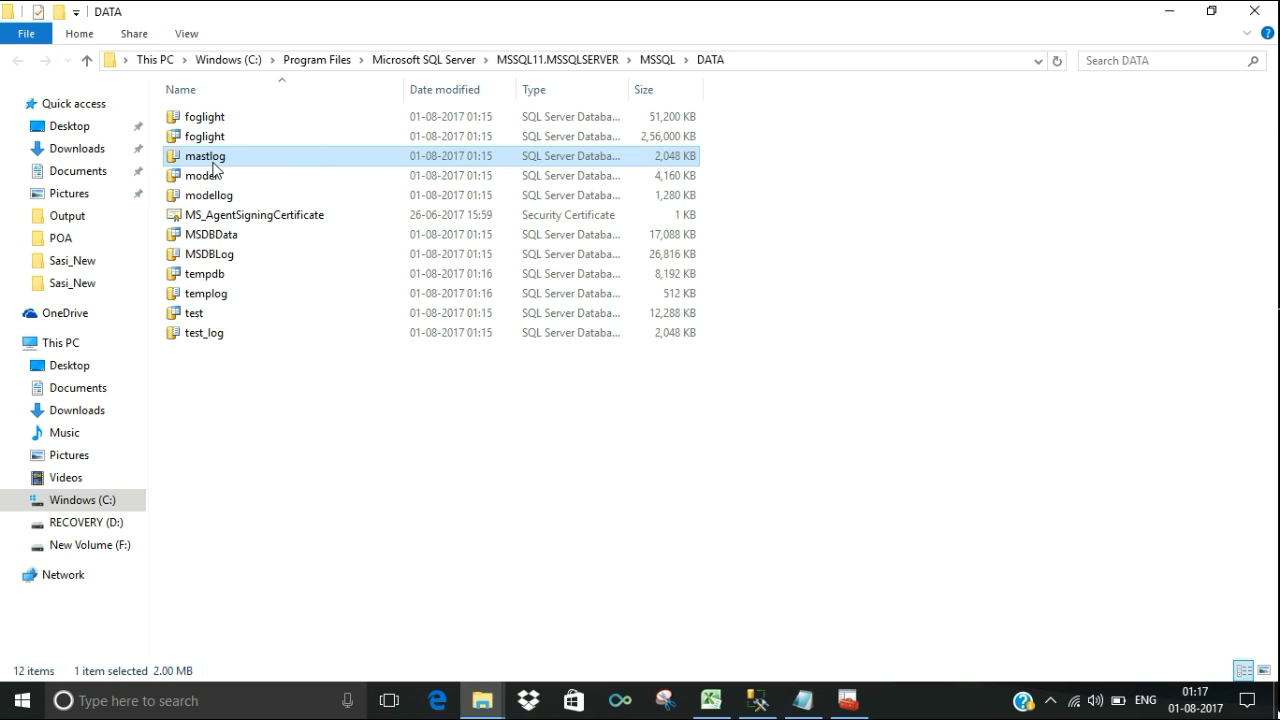 DATA
File Home Share View
This PC Windows (C:) Program Files Microsoft SQL Server MSSQL11.MSSQLSERVER MSSQL DATA
Search DATA
Name Date modified Type Size
foglight 01-08-2017 01:15 SQL Server Databa... 51,200 KB
foglight 01-08-2017 01:15 SQL Server Databa... 2,56,000 KB
mastlog 01-08-2017 01:15 SQL Server Databa... 2,048 KB
model 01-08-2017 01:15 SQL Server Databa... 4,160 KB
modellog 01-08-2017 01:15 SQL Server Databa... 1,280 KB
MS_AgentSigningCertificate 26-06-2017 15:59 Security Certificate 1 KB
MSDBData 01-08-2017 01:15 SQL Server Databa... 17,088 KB
MSDBLog 01-08-2017 01:15 SQL Server Databa... 26,816 KB
tempdb 01-08-2017 01:16 SQL Server Databa... 8,192 KB
templog 01-08-2017 01:16 SQL Server Databa... 512 KB
test 01-08-2017 01:15 SQL Server Databa... 12,288 KB
test_log 01-08-2017 01:15 SQL Server Databa... 2,048 KB
Quick access
Desktop
Downloads
Documents
Pictures
Output
POA
Sasi_New
Sasi_New
OneDrive
This PC
Desktop
Documents
Downloads
Music
Pictures
Videos
Windows (C:)
RECOVERY (D:)
New Volume (F:)
Network
12 items 1 item selected 2.00 MB
Type here to search
ENG
01:17
01-08-2017